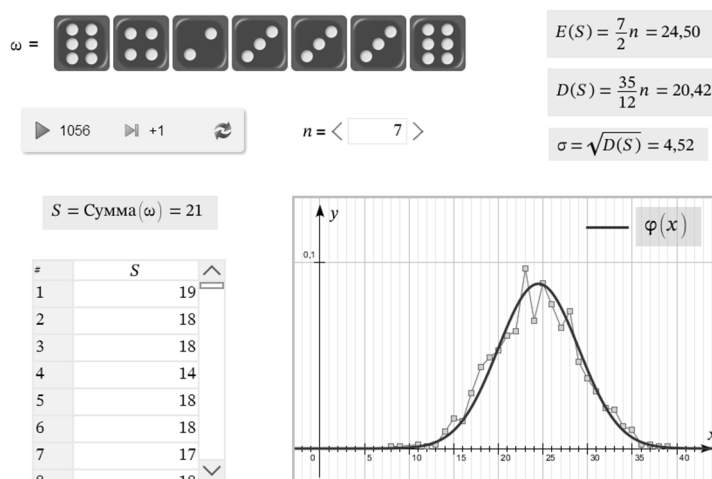 ω =
E(S) = 7/2 n = 24,50
D(S) = 35/12 n = 20,42
σ = √D(S) = 4,52
1056 +1
n = < 7 >
S = Сумма(ω) = 21
# S
1 19
2 18
3 18
4 14
5 18
6 18
7 17
y
φ(x)
0,1
0 5 10 15 20 25 30 35 40